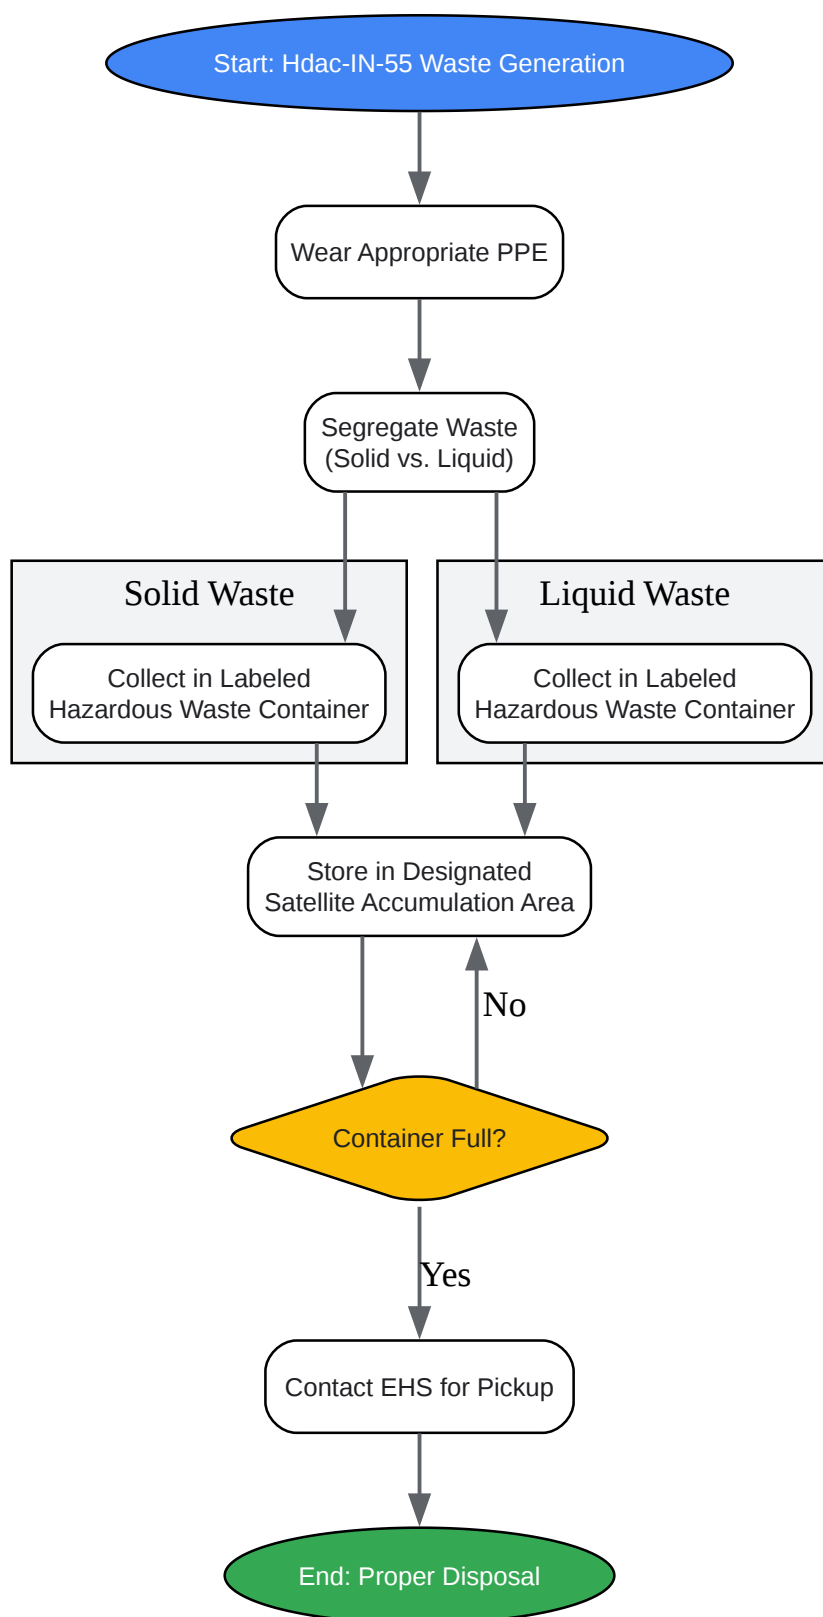 Start: Hdac-IN-55 Waste Generation
Wear Appropriate PPE
Segregate Waste
(Solid vs. Liquid)
Solid Waste
Collect in Labeled
Hazardous Waste Container
Liquid Waste
Collect in Labeled
Hazardous Waste Container
Store in Designated
Satellite Accumulation Area
No
Container Full?
Yes
Contact EHS for Pickup
End: Proper Disposal